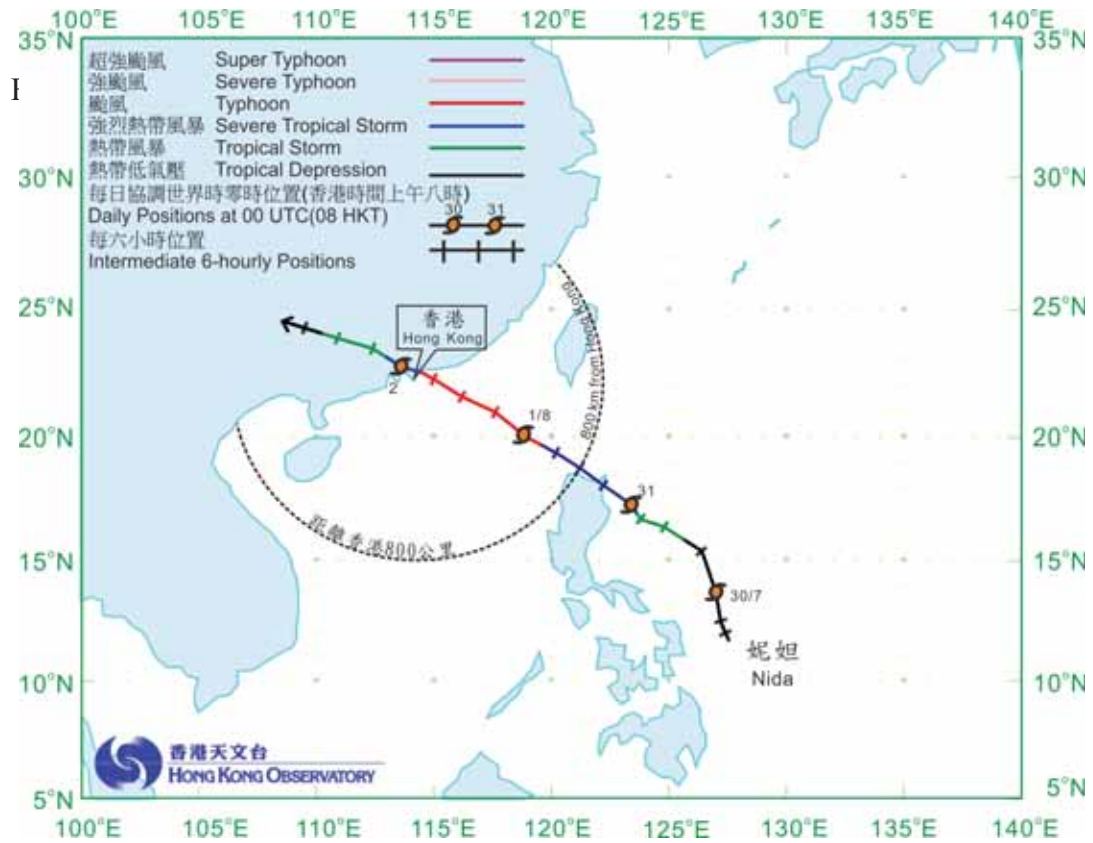 100°E 105°E 110°E 115°E 120°E 125°E 130°E 135°E 140°E
35°N 35°N
超強颱風 Super Typhoon
強颱風 Severe Typhoon
颱風 Typhoon
強烈熱帶風暴 Severe Tropical Storm
熱帶風暴 Tropical Storm
熱帶低氣壓 Tropical Depression
每日協調世界時零時位置(香港時間上午八時)
Daily Positions at 00 UTC(08 HKT)
30 31
每六小時位置
Intermediate 6-hourly Positions
30°N 30°N
25°N 25°N
香港
Hong Kong
800 km from Hong Kong
2
1/8
20°N 20°N
31
距離香港800公里
15°N 15°N
30/7
妮妲
Nida
10°N 10°N
香港天文台
HONG KONG OBSERVATORY
5°N 5°N
100°E 105°E 110°E 115°E 120°E 125°E 130°E 135°E 140°E